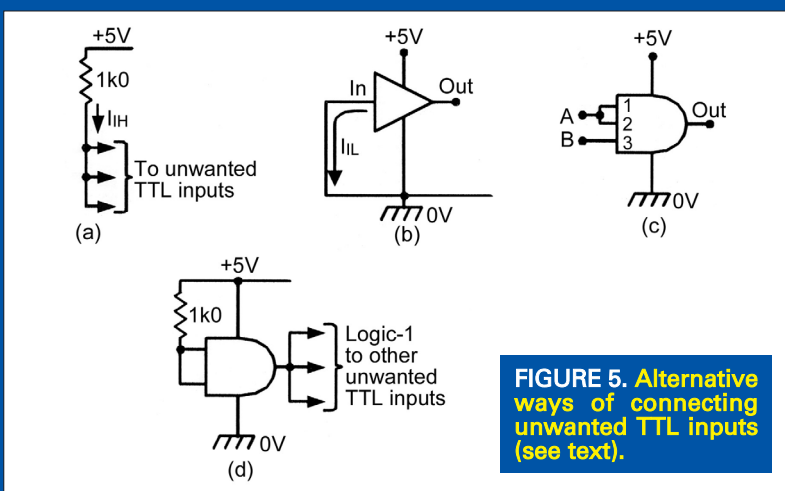 +5V
1k0
IIH
To unwanted
TTL inputs
(a)
+5V
In
Out
IIL
0V
(b)
+5V
A
B
1
2
3
Out
0V
(c)
+5V
1k0
Logic-1
to other
unwanted
TTL inputs
0V
(d)
FIGURE 5. Alternative
ways of connecting
unwanted TTL inputs
(see text).